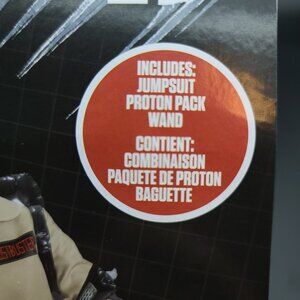 INCLUDES:
JUMPSUIT
PROTON PACK
WAND
CONTIENT:
COMBINAISON
PAQUETE DE PROTON
BAGUETTE